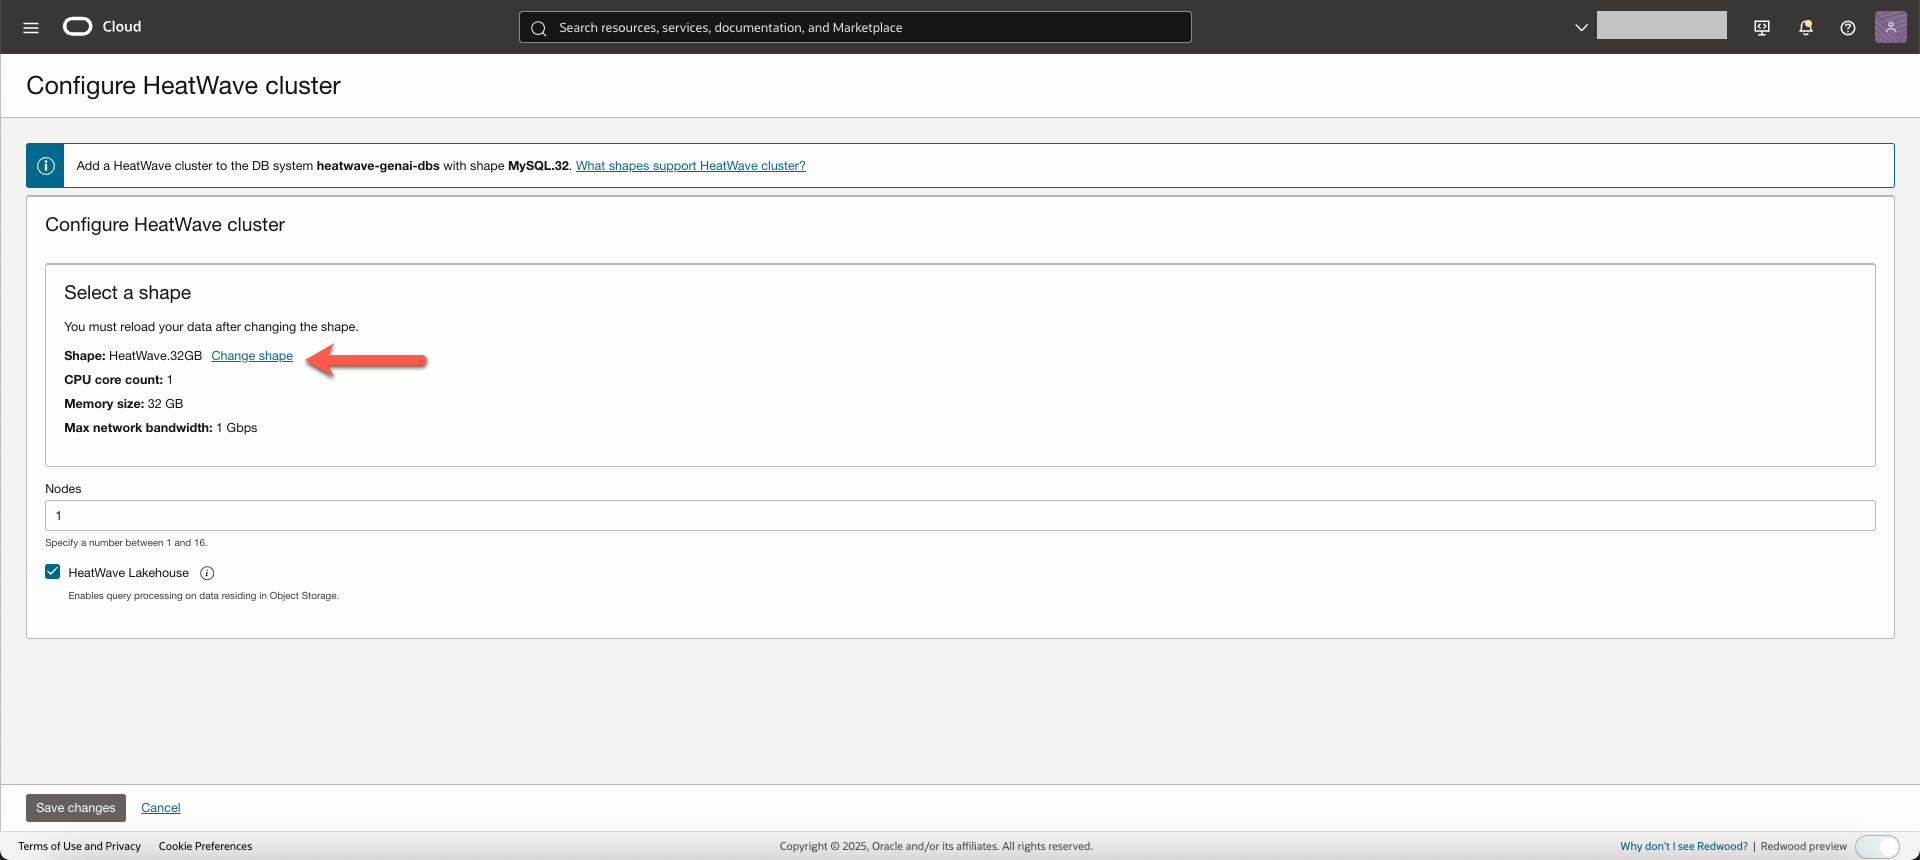 Cloud
Search resources, services, documentation, and Marketplace
Configure HeatWave cluster
Add a HeatWave cluster to the DB system heatwave-genai-dbs with shape MySQL.32. What shapes support HeatWave cluster?
Configure HeatWave cluster
Select a shape
You must reload your data after changing the shape.
Shape: HeatWave.32GB Change shape
CPU core count: 1
Memory size: 32 GB
Max network bandwidth: 1 Gbps
Nodes
1
Specify a number between 1 and 16.
HeatWave Lakehouse
Enables query processing on data residing in Object Storage.
Save changes Cancel
Terms of Use and Privacy Cookie Preferences Copyright © 2025, Oracle and/or its affiliates. All rights reserved. Why don't I see Redwood? | Redwood preview